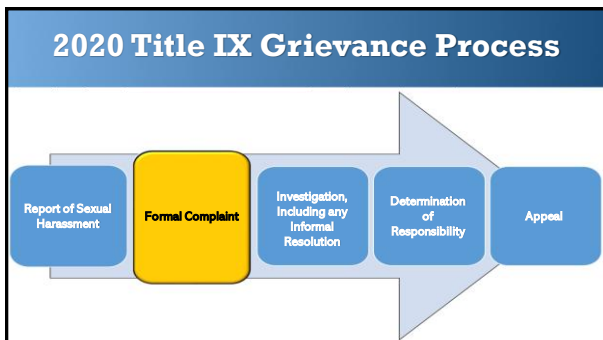 2020 Title IX Grievance Process
Report of Sexual
Harassment
Formal Complaint
Investigation,
Including any
Informal
Resolution
Determination
of
Responsibility
Appeal